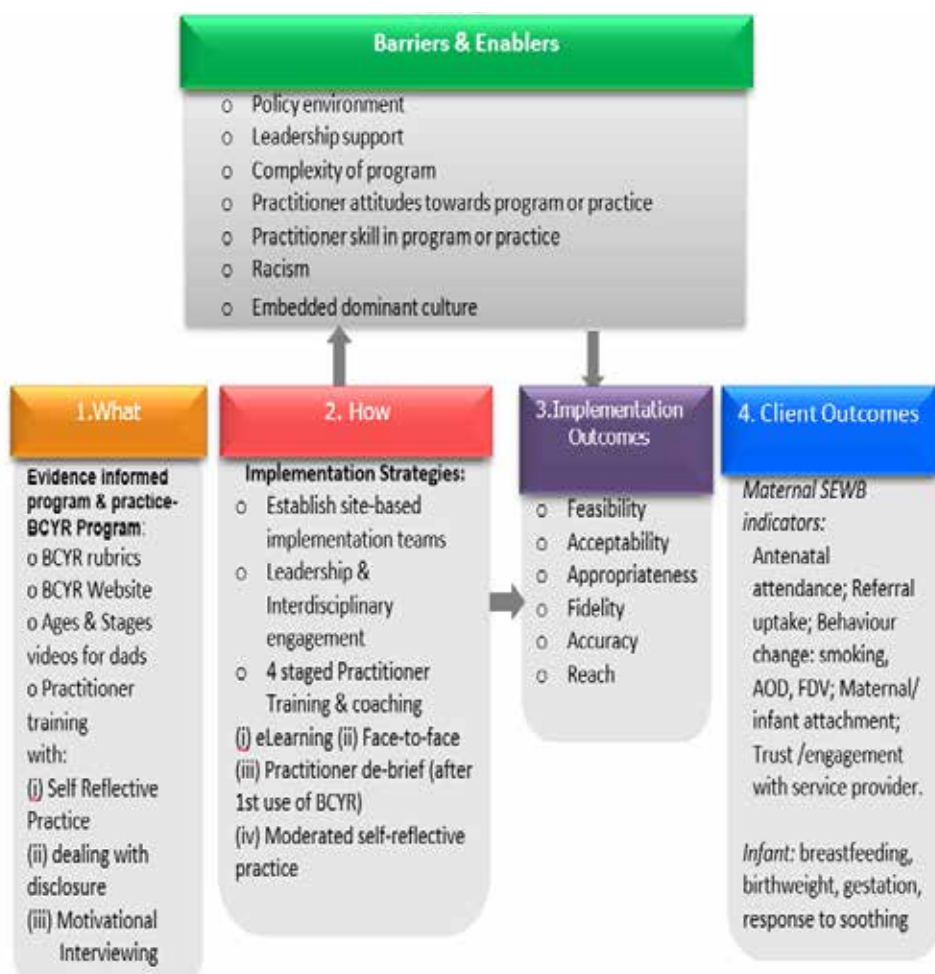 Barriers & Enablers
o Policy environment
o Leadership support
o Complexity of program
o Practitioner attitudes towards program or practice
o Practitioner skill in program or practice
o Racism
o Embedded dominant culture
1.What
Evidence informed
program & practice-
BCYR Program:
o BCYR rubrics
o BCYR Website
o Ages & Stages
videos for dads
o Practitioner
training
with:
(i) Self Reflective
Practice
(ii) dealing with
disclosure
(iii) Motivational
Interviewing
2. How
Implementation Strategies:
o Establish site-based
implementation teams
o Leadership &
Interdisciplinary
engagement
o 4 staged Practitioner
Training & coaching
(i) eLearning (ii) Face-to-face
(iii) Practitioner de-brief (after
1st use of BCYR)
(iv) Moderated self-reflective
practice
3.Implementation
Outcomes
o Feasibility
o Acceptability
o Appropriateness
o Fidelity
o Accuracy
o Reach
4. Client Outcomes
Maternal SEWB
indicators:
Antenatal
attendance; Referral
uptake; Behaviour
change: smoking,
AOD, FDV; Maternal/
infant attachment;
Trust /engagement
with service provider.
Infant: breastfeeding,
birthweight, gestation,
response to soothing